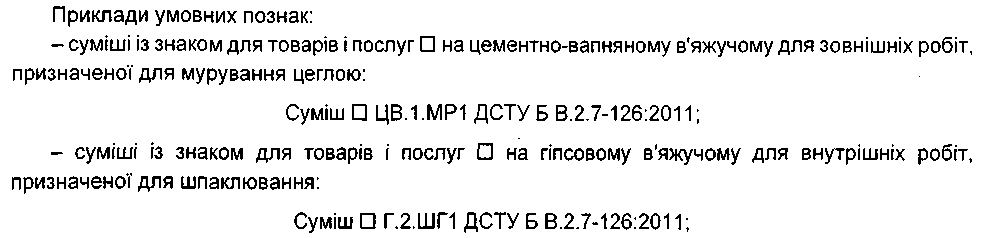 Приклади умовних познак:
– суміші із знаком для товарів і послуг □ на цементно-вапняному в'яжучому для зовнішніх робіт,
призначеної для мурування цеглою:
Суміш □ ЦВ.1.МР1 ДСТУ Б В.2.7-126:2011;
– суміші із знаком для товарів і послуг □ на гіпсовому в'яжучому для внутрішніх робіт,
призначеної для шпаклювання:
Суміш □ Г.2.ШГ1 ДСТУ Б В.2.7-126:2011;